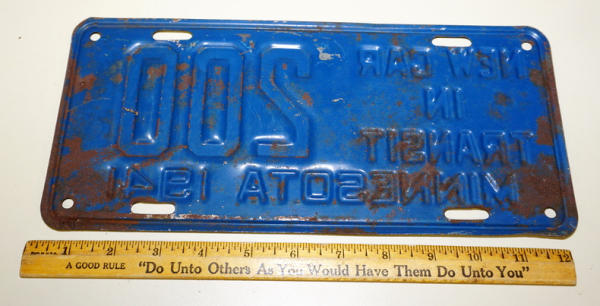 NEW CAR
IN
TRANSIT
200
MINNESOTA 1941
1 2 3 4 5 6 7 8 9 10 11 12
A GOOD RULE "Do Unto Others As You Would Have Them Do Unto You"